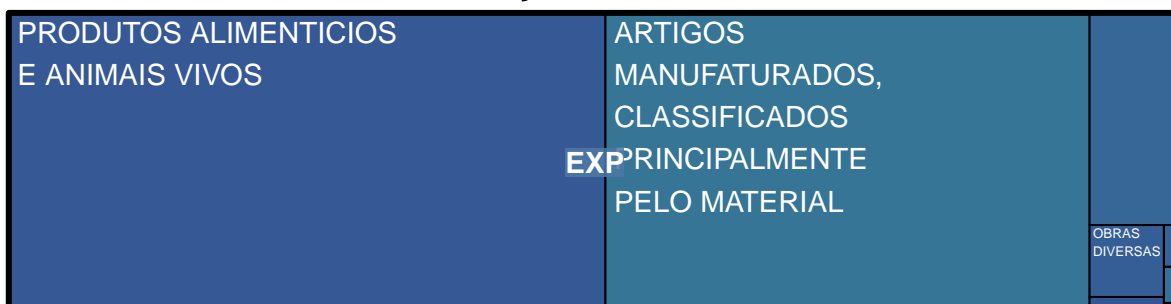 PRODUTOS ALIMENTICIOS
E ANIMAIS VIVOS
ARTIGOS
MANUFATURADOS,
CLASSIFICADOS
PRINCIPALMENTE
PELO MATERIAL
EXP
OBRAS
DIVERSAS